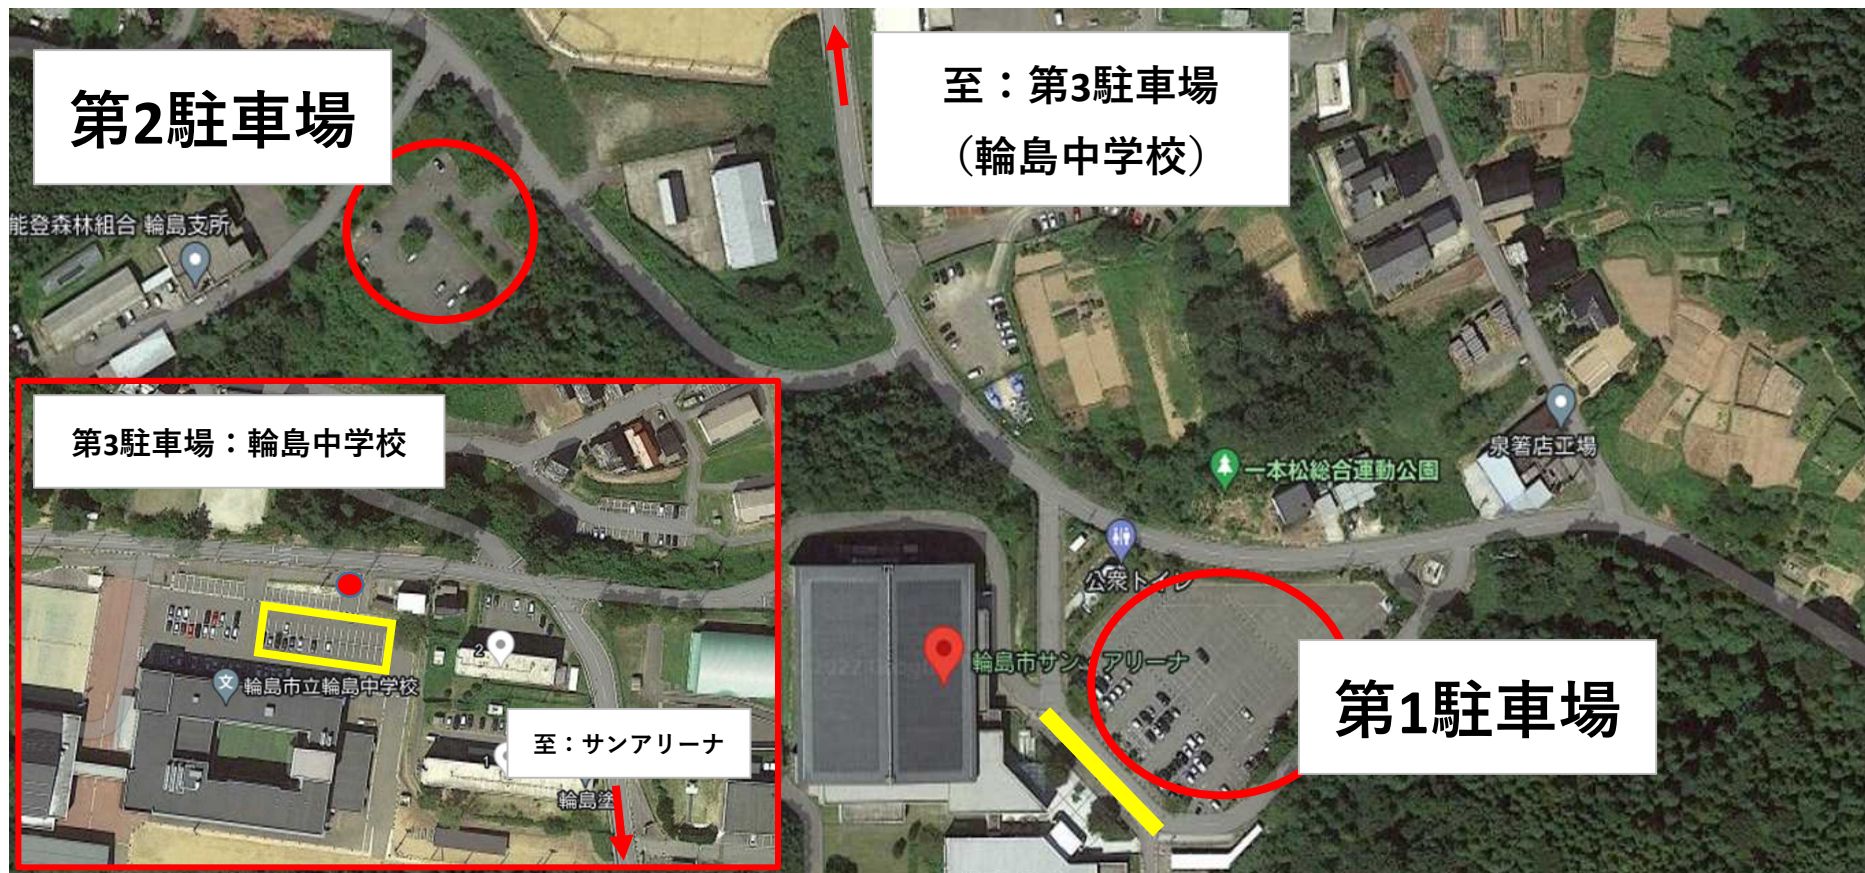 第2駐車場
至：第3駐車場
（輪島中学校）
能登森林組合 輪島支所
第3駐車場：輪島中学校
一本松総合運動公園
泉箸店工場
公衆トイレ
輪島市サン・アリーナ
第1駐車場
2
文
輪島市立輪島中学校
至：サンアリーナ
1
輪島塗